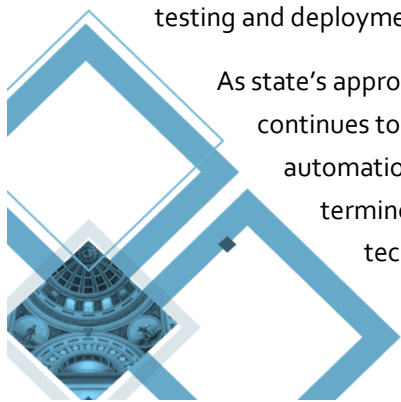 testing and deployme
As state's appro
continues to
automatio
termin
tec